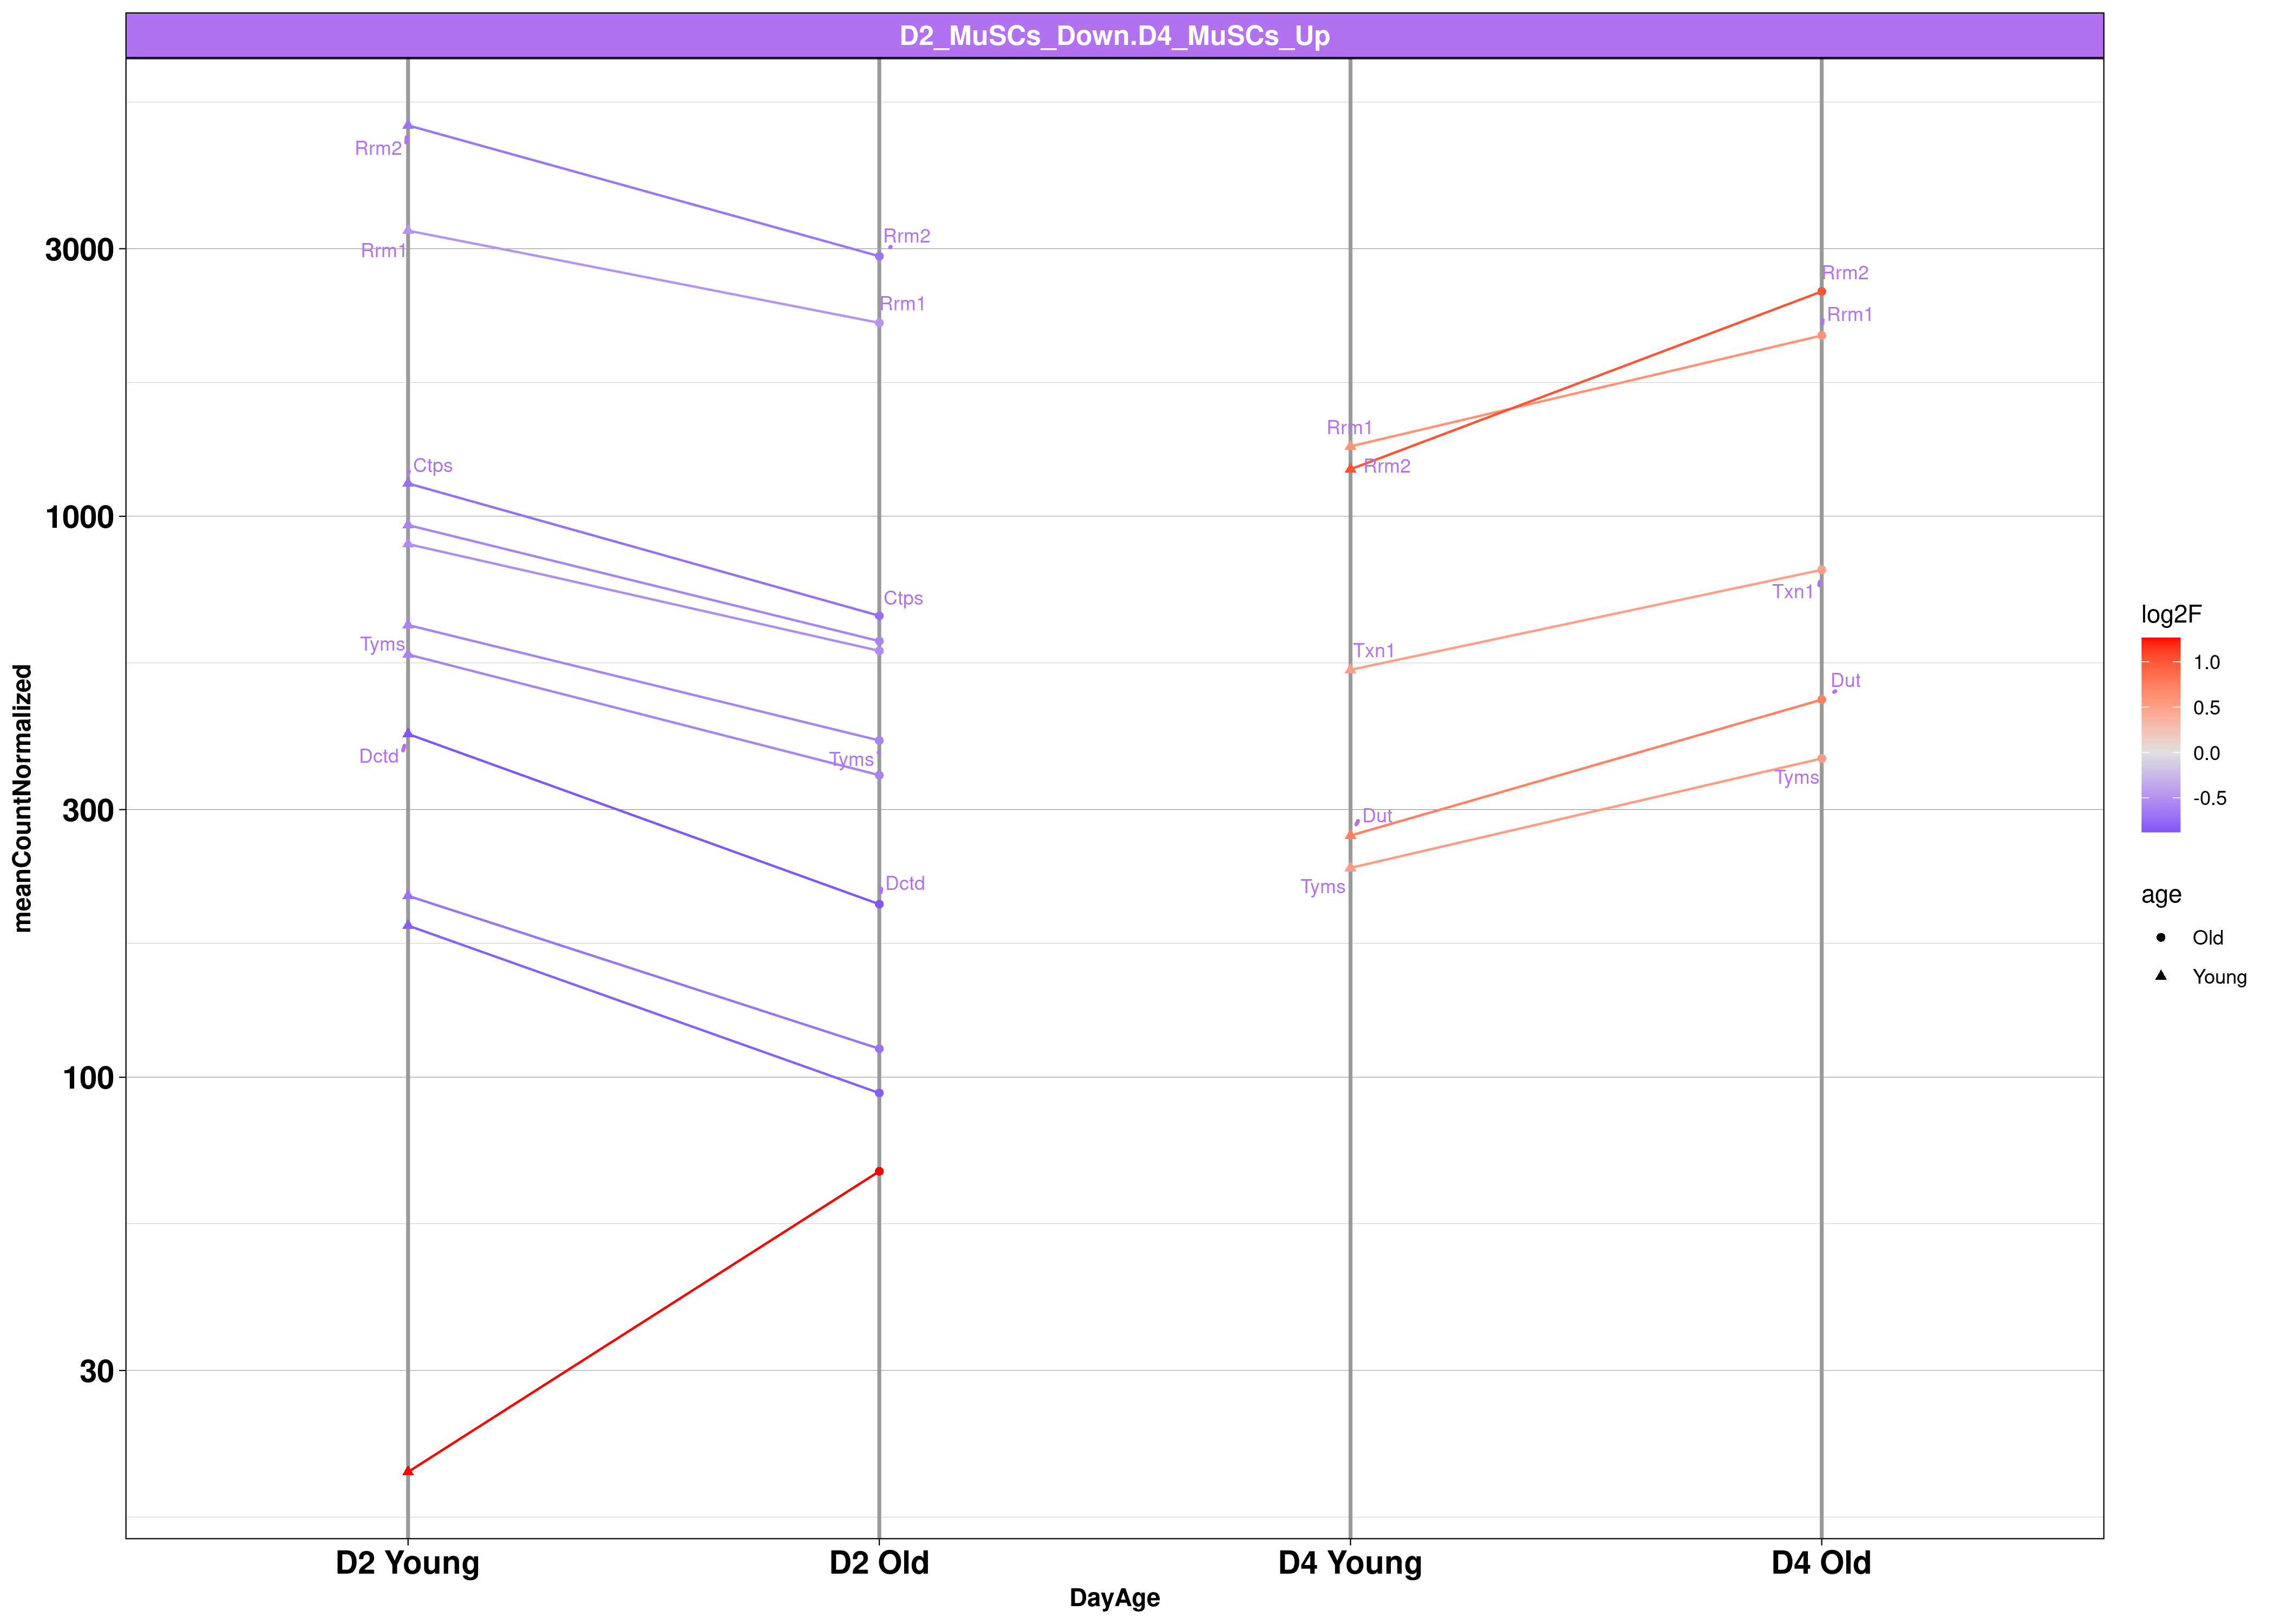 D2_MuSCs_Down.D4_MuSCs_Up
Rrm2
Rrm2
Rrm1
3000
Rrm2
Rrm1
Rrm1
Rrm1
Rrm2
Ctps
1000
Ctps
Txn1
log2F
Tyms
Txn1
1.0
meanCountNormalized
Dut
0.5
Dctd
Tyms
0.0
Tyms
-0.5
300
Dut
Dctd
Tyms
age
Old
Young
100
30
D2 Young
D2 Old
D4 Young
D4 Old
DayAge